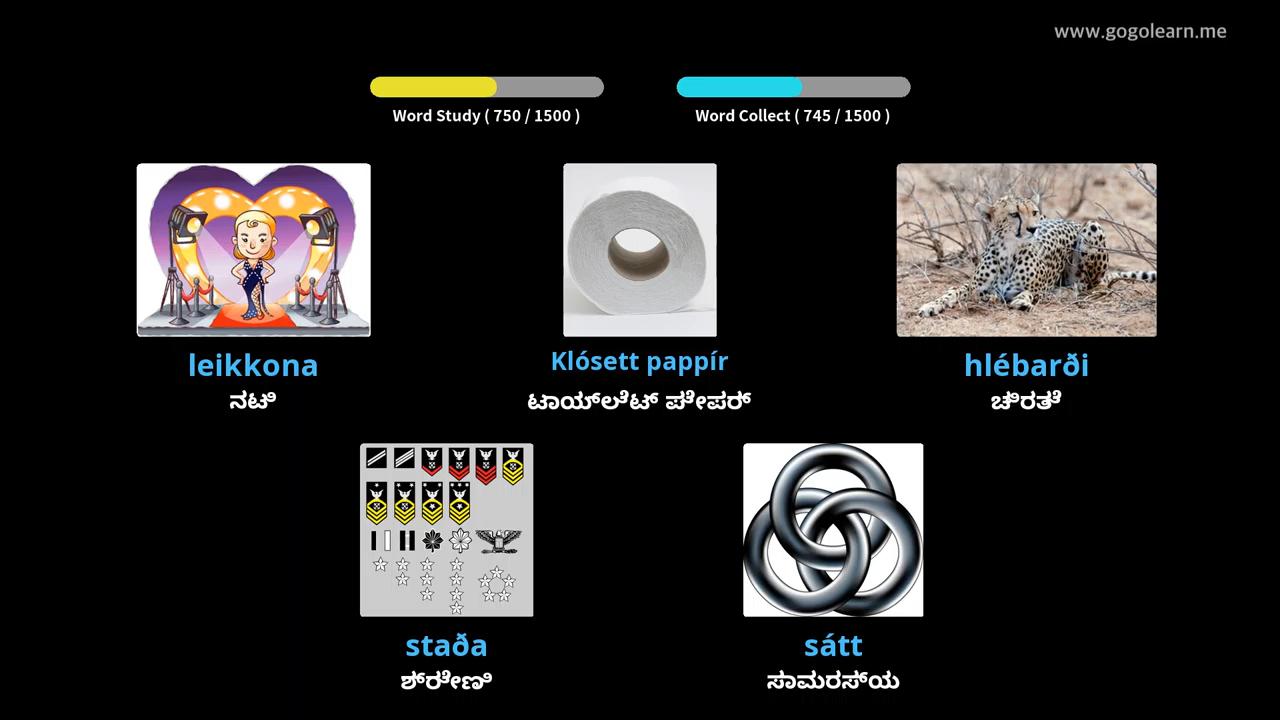 www.gogolearn.me
Word Study ( 750 / 1500 )
Word Collect ( 745 / 1500 )
leikkona
ನಟಿ
Klósett pappír
ಟಾಯ್ಲೆಟ್ ಪೇಪರ್
hlébarði
ಚಿರತೆ
staða
ಶ್ರೇಣಿ
sátt
ಸಾಮರಸ್ಯ